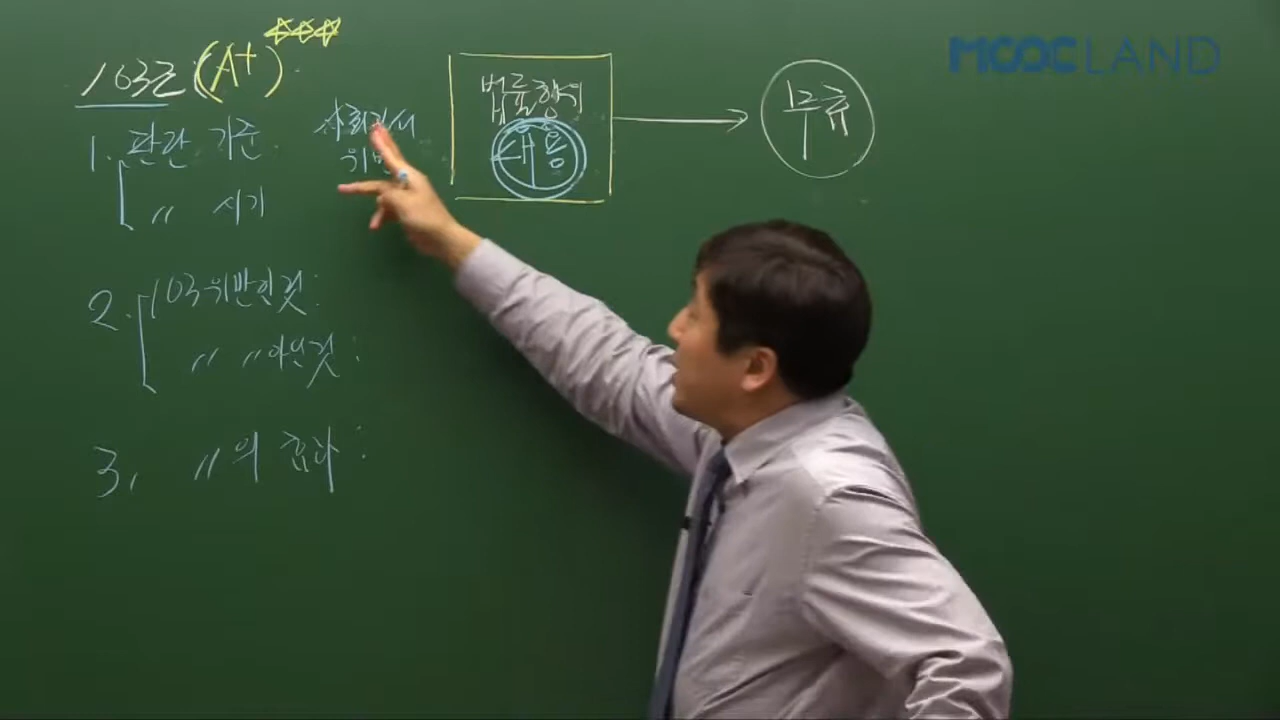 103조 (A+)
1. 판단 기준
〃 시기
사회질서
위반
법률행위
내용
무효
2. 103 위반인 것:
〃 〃 아닌것:
3, 〃의 효과:
MOOC LAND